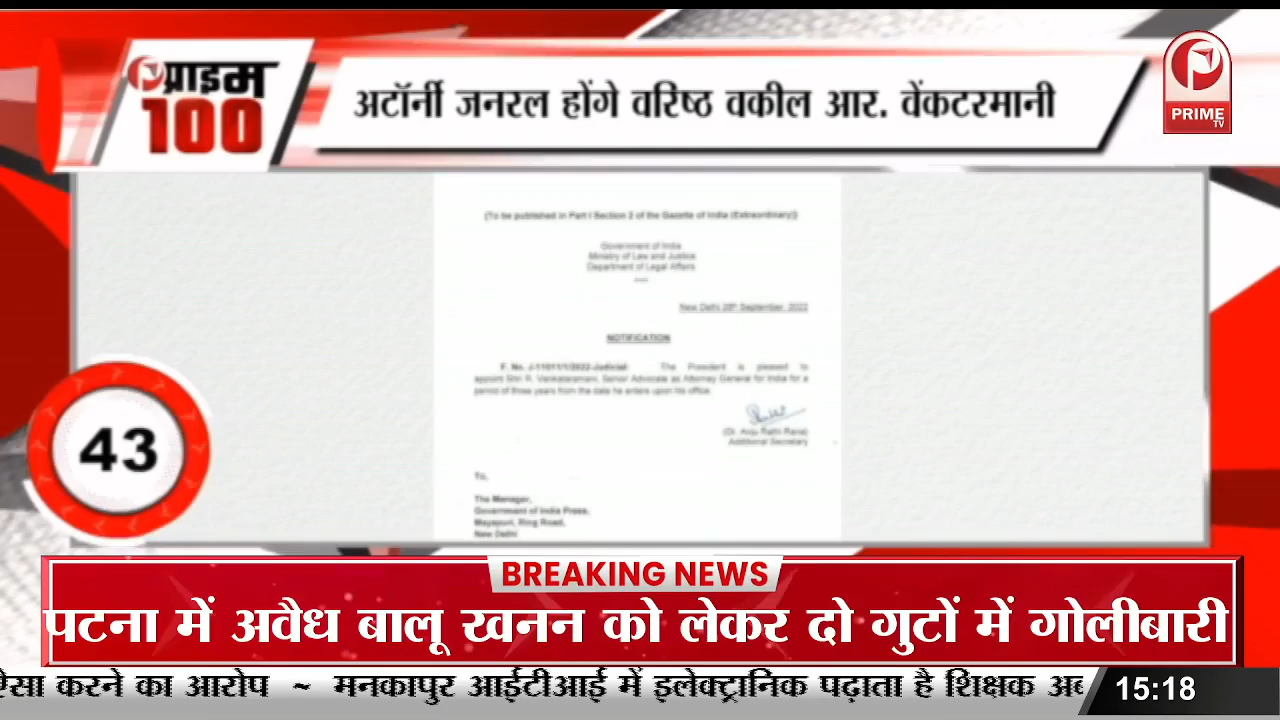 प्राइम
100
अटॉर्नी जनरल होंगे वरिष्ठ वकील आर. वेंकटरमानी
PRIME
TV
(To be published in Part I Section 2 of the Gazette of India (Extraordinary))
Government of India
Ministry of Law and Justice
Department of Legal Affairs
New Delhi 28th September, 2022
NOTIFICATION
F. No. J-11011/1/2022-Judicial: The President is pleased to
appoint Shri R. Venkataramani, Senior Advocate as Attorney General for India for a
period of three years from the date he enters upon his office.
(Dr. Anju Rathi Rana)
Additional Secretary
To,
The Manager,
Government of India Press,
Mayapuri, Ring Road,
New Delhi
43
BREAKING NEWS
पटना में अवैध बालू खनन को लेकर दो गुटों में गोलीबारी
ऐसा करने का आरोप ~ मनकापुर आईटीआई में इलेक्ट्रानिक पढ़ाता है शिक्षक
15:18